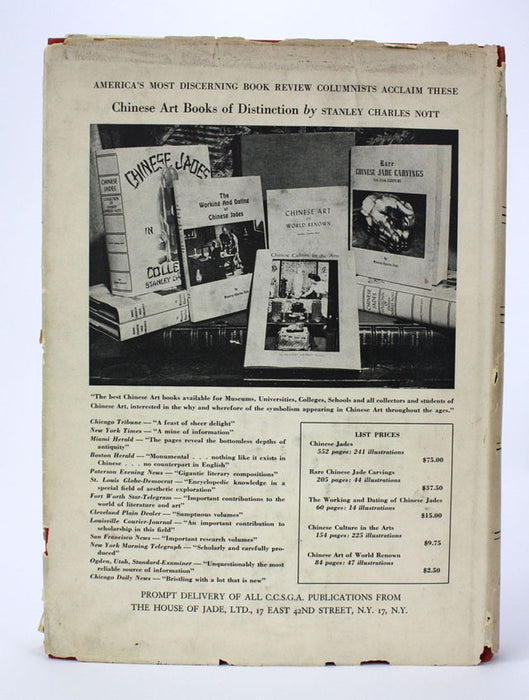 AMERICA'S MOST DISCERNING BOOK REVIEW COLUMNISTS ACCLAIM THESE
Chinese Art Books of Distinction by STANLEY CHARLES NOTT
CHINESE JADES
IN
STANLEY
CHINESE
JADES
The
Working And Dating
of
Chinese Jades
CHINESE ART
OF
WORLD RENOWN
Rare
CHINESE JADE CARVINGS
Chinese Culture in the Arts
CHINESE
JADES
"The best Chinese Art books available for Museums, Universities, Colleges, Schools and all collectors and students of
Chinese Art, interested in the why and wherefore of the symbolism appearing in Chinese Art throughout the ages."
Chicago Tribune — "A feast of sheer delight"
New York Times — "A mine of information"
Miami Herald — "The pages reveal the bottomless depths of
antiquity"
Boston Herald — "Monumental . . . nothing like it exists in
Chinese . . . no counterpart in English"
Paterson Evening News — "Gigantic literary compositions"
St. Louis Globe-Democrat — "Encyclopedic knowledge in a
special field of aesthetic exploration"
Fort Worth Star-Telegram — "Important contributions to the
world of literature and art"
Cleveland Plain Dealer — "Sumptuous volumes"
Louisville Courier-Journal — "An important contribution to
scholarship in this field"
San Francisco News — "Important research volumes"
New York Morning Telegraph — "Scholarly and carefully pro-
duced"
Ogden, Utah, Standard-Examiner — "Unquestionably the most
reliable source of information"
Chicago Daily News — "Bristling with a lot that is new"
LIST PRICES
Chinese Jades
552 pages: 241 illustrations
$75.00
Rare Chinese Jade Carvings
205 pages: 44 illustrations
$37.50
The Working and Dating of Chinese Jades
60 pages: 14 illustrations
$15.00
Chinese Culture in the Arts
154 pages: 225 illustrations
$9.75
Chinese Art of World Renown
84 pages: 47 illustrations
$2.50
PROMPT DELIVERY OF ALL C.C.S.G.A. PUBLICATIONS FROM
THE HOUSE OF JADE, LTD., 17 EAST 42ND STREET, N.Y. 17, N.Y.